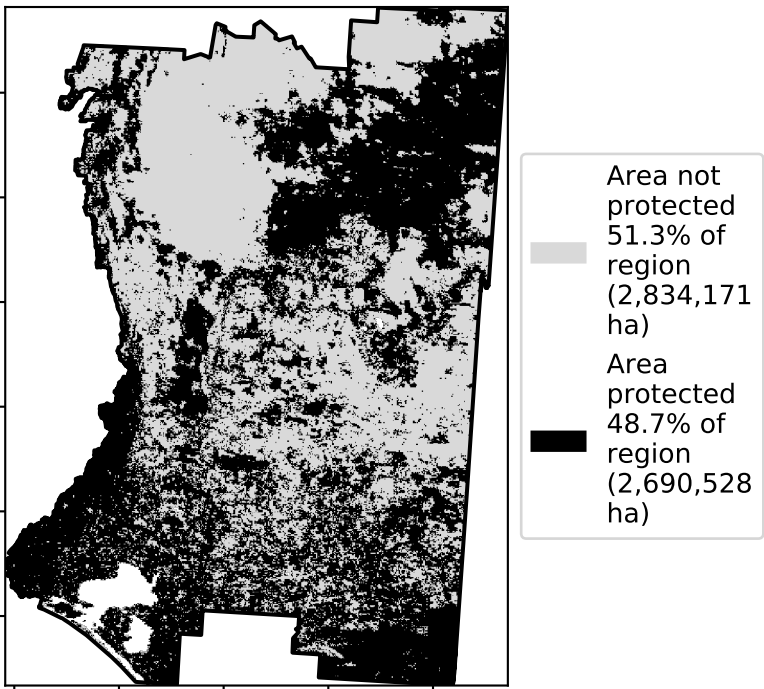 Area not
protected
51.3% of
region
(2,834,171
ha)
Area
protected
48.7% of
region
(2,690,528
ha)